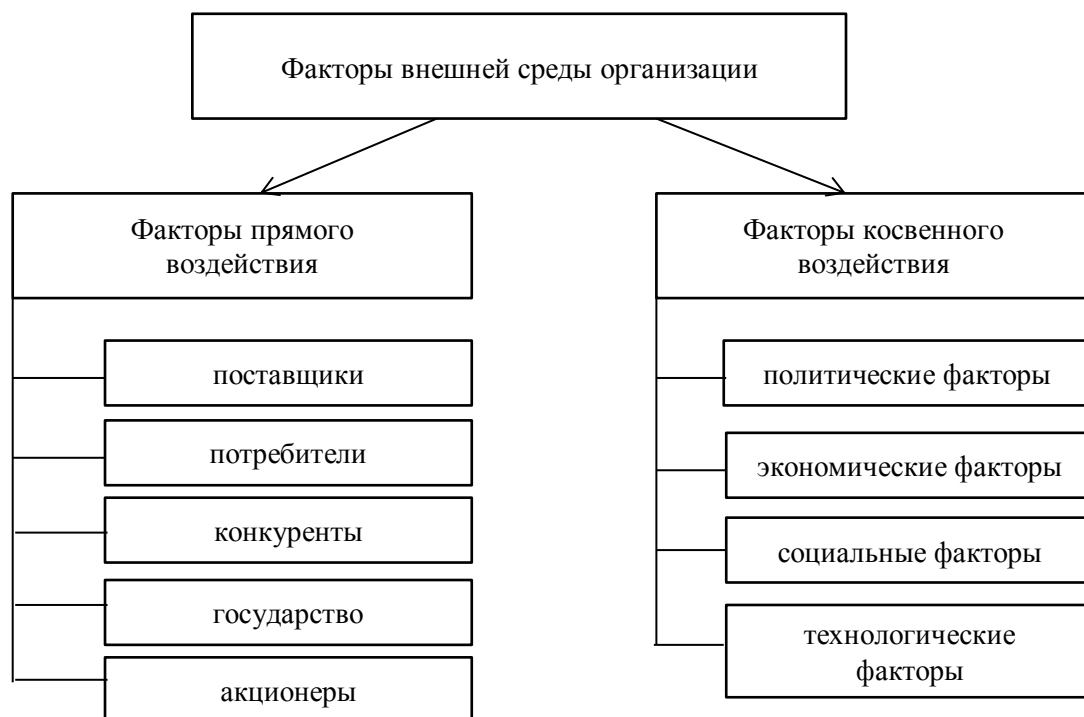 Факторы внешней среды организации
Факторы прямого
воздействия
поставщики
потребители
конкуренты
государство
акционеры
Факторы косвенного
воздействия
политические факторы
экономические факторы
социальные факторы
технологические
факторы